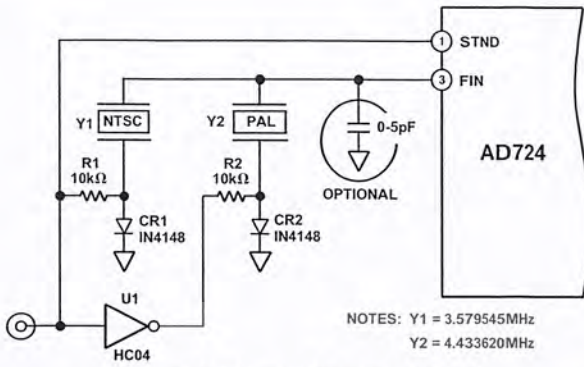 1
STND
3
FIN
Y1
NTSC
Y2
PAL
0-5pF
AD724
R1
10kΩ
R2
10kΩ
OPTIONAL
CR1
IN4148
CR2
IN4148
U1
HC04
NOTES: Y1 = 3.579545MHz
Y2 = 4.433620MHz